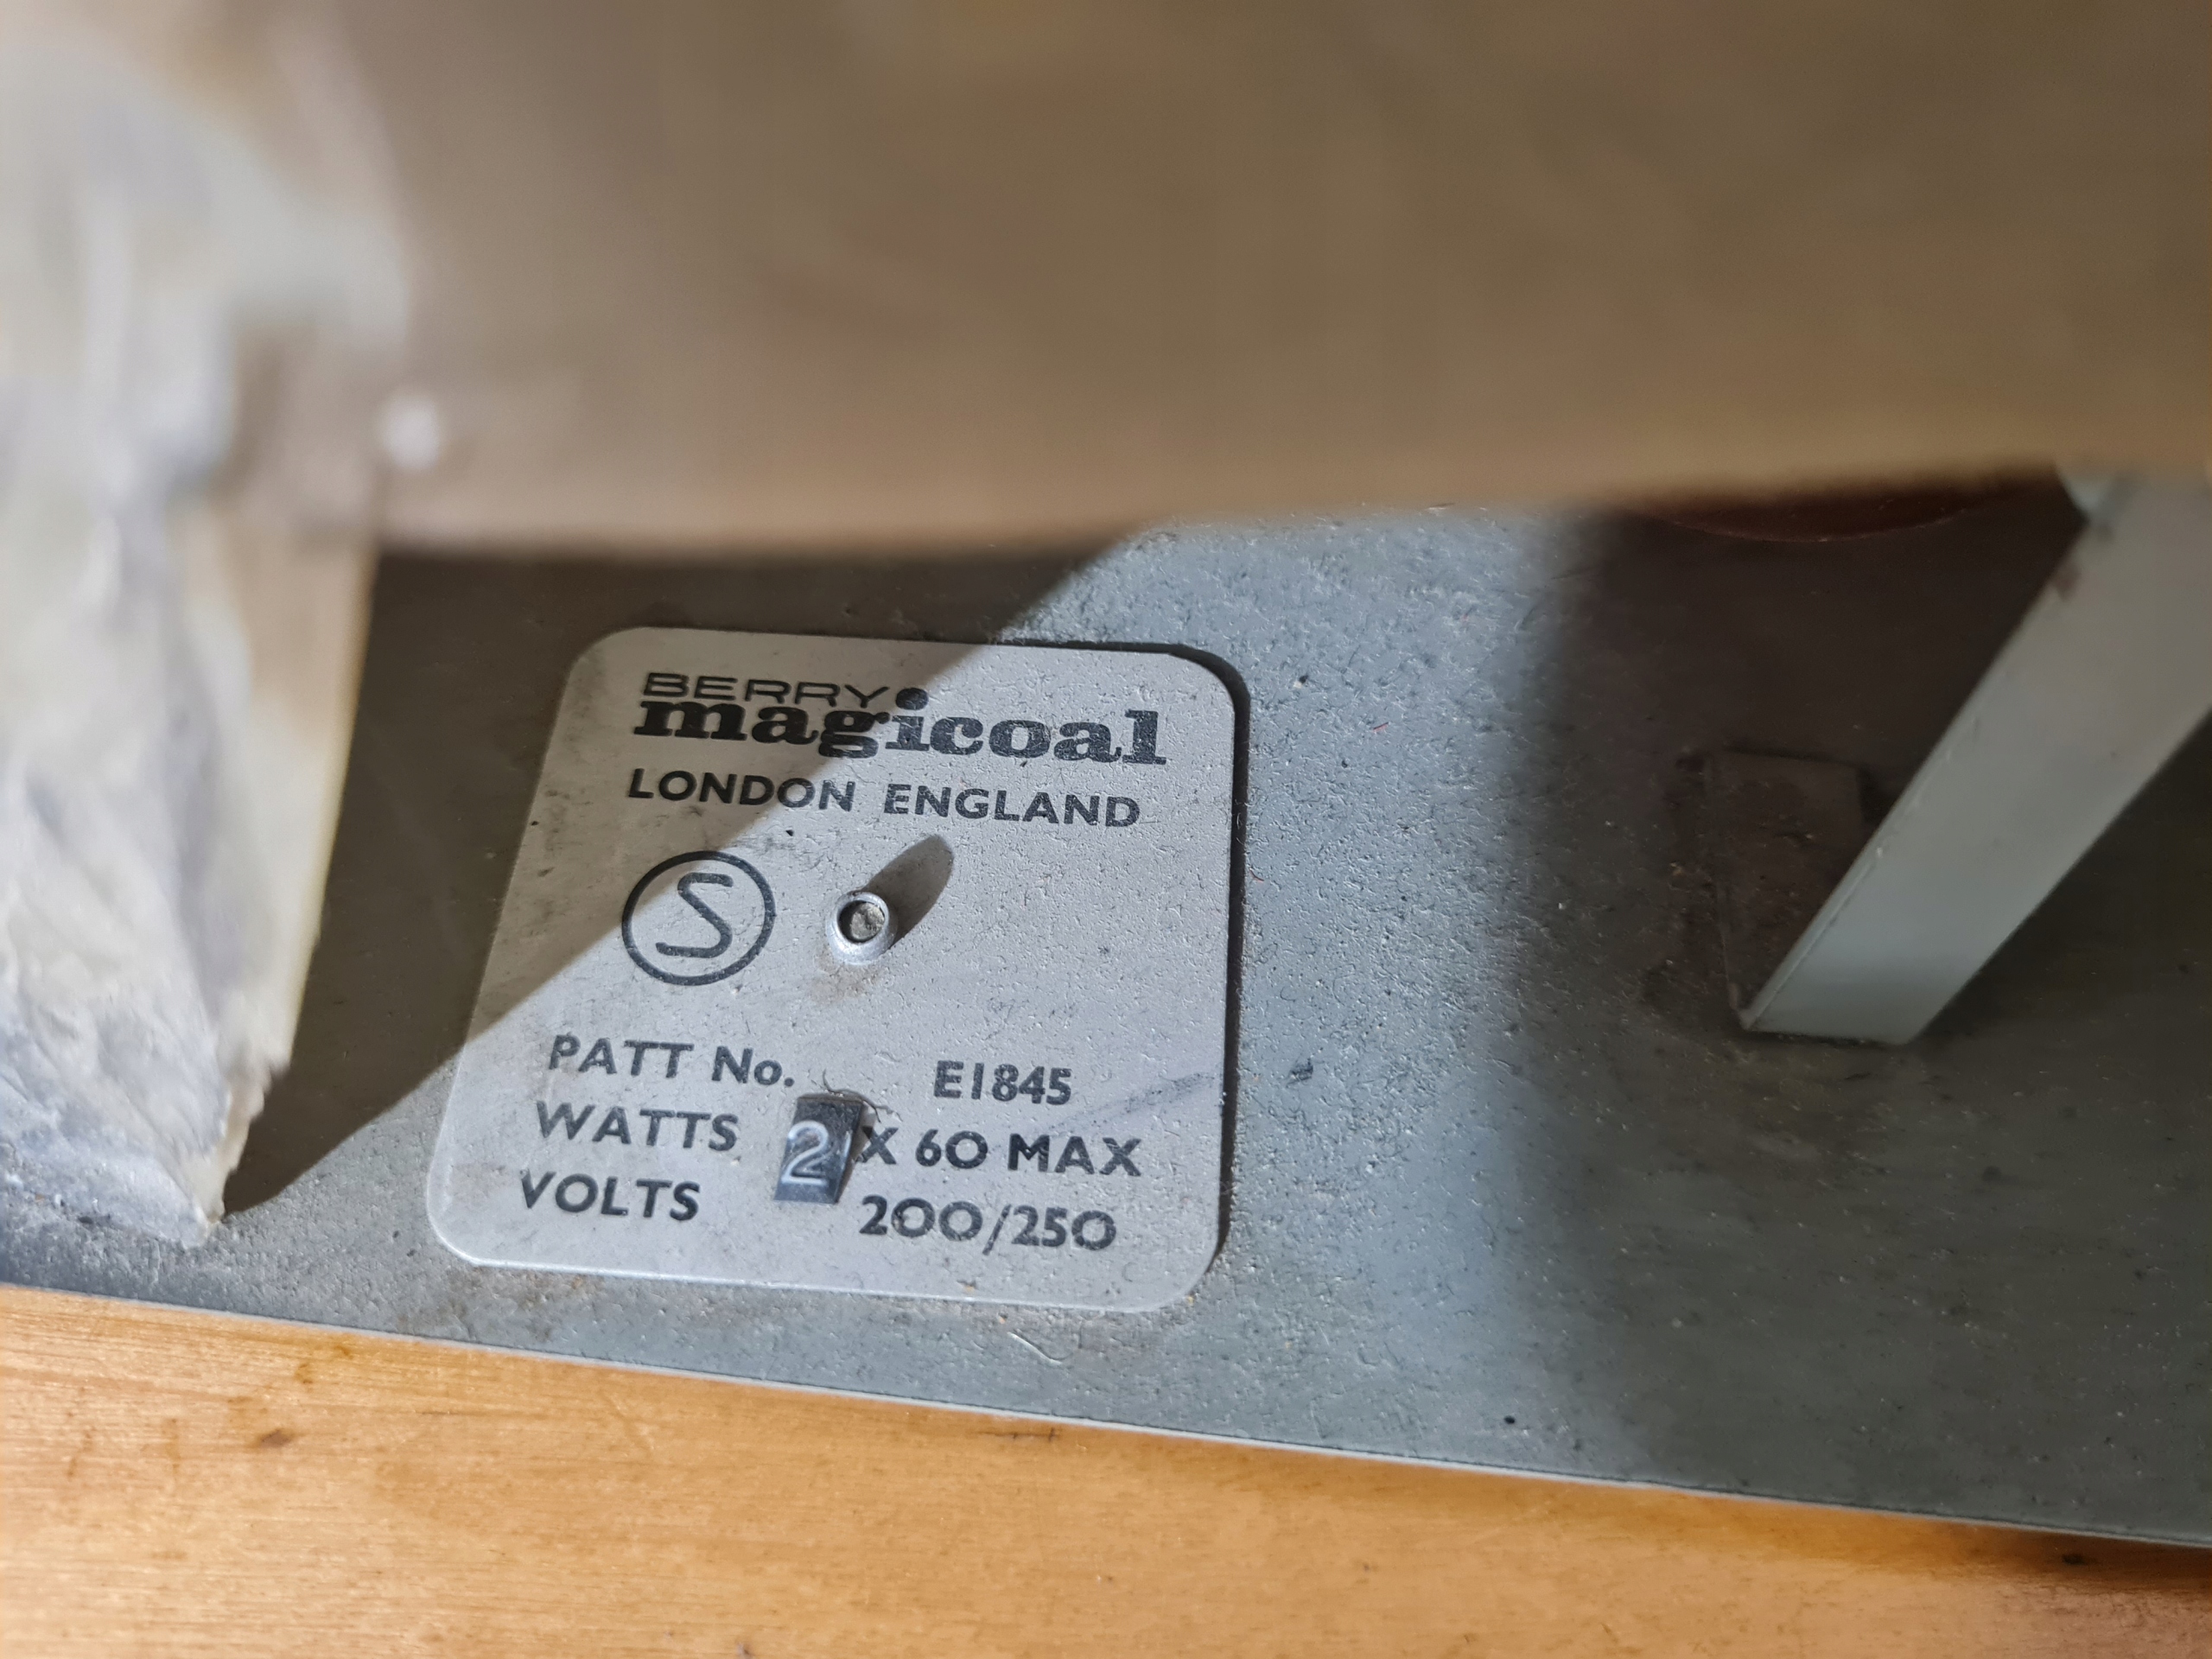 BERRY
magicoal
LONDON ENGLAND
S
PATT No. E1845
WATTS 2 X 60 MAX
VOLTS 200/250